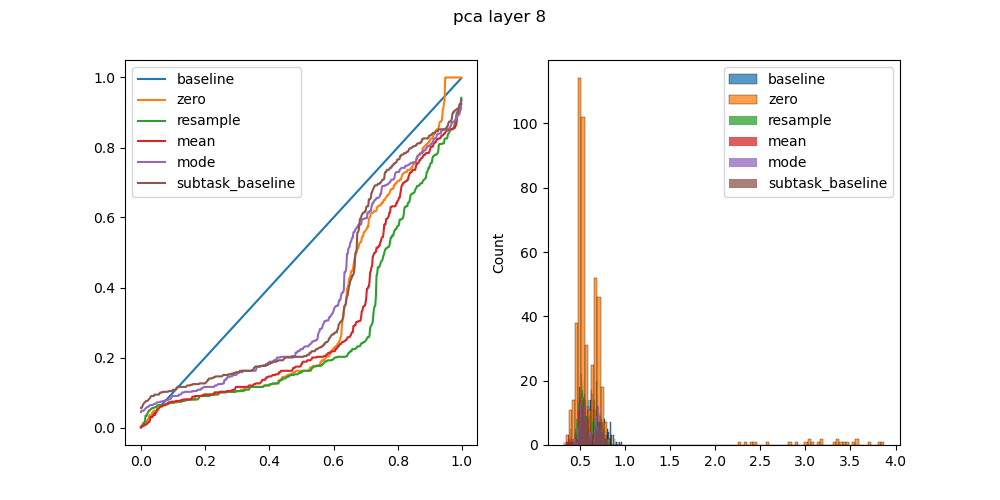 pca layer 8
baseline
zero
resample
mean
mode
subtask_baseline
1.0
0.8
0.6
0.4
0.2
0.0
0.0 0.2 0.4 0.6 0.8 1.0
baseline
zero
resample
mean
mode
subtask_baseline
Count
100
80
60
40
20
0
0.5 1.0 1.5 2.0 2.5 3.0 3.5 4.0